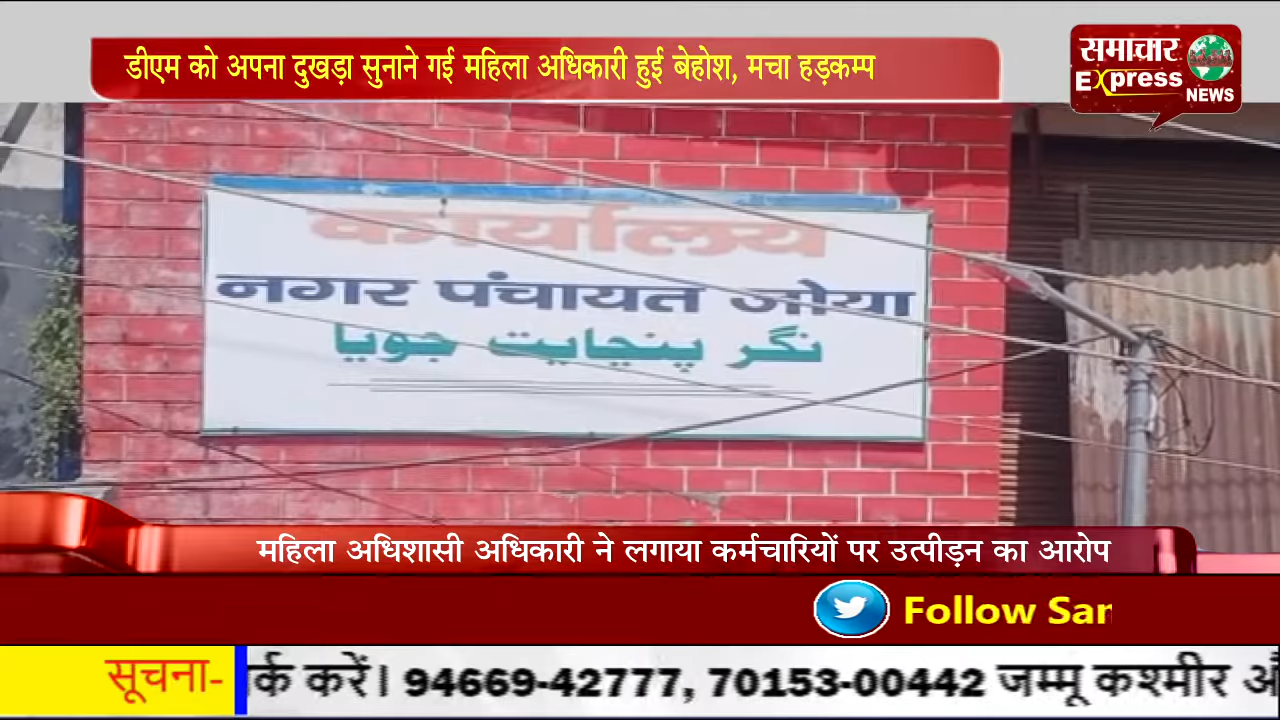 डीएम को अपना दुखड़ा सुनाने गई महिला अधिकारी हुई बेहोश, मचा हड़कम्प
समाचार
Express
NEWS
कार्यालय
नगर पंचायत जोया
نگر پنچایت جویا
महिला अधिशासी अधिकारी ने लगाया कर्मचारियों पर उत्पीड़न का आरोप
Follow Sar
सूचना-
र्क करें। 94669-42777, 70153-00442 जम्मू कश्मीर औ